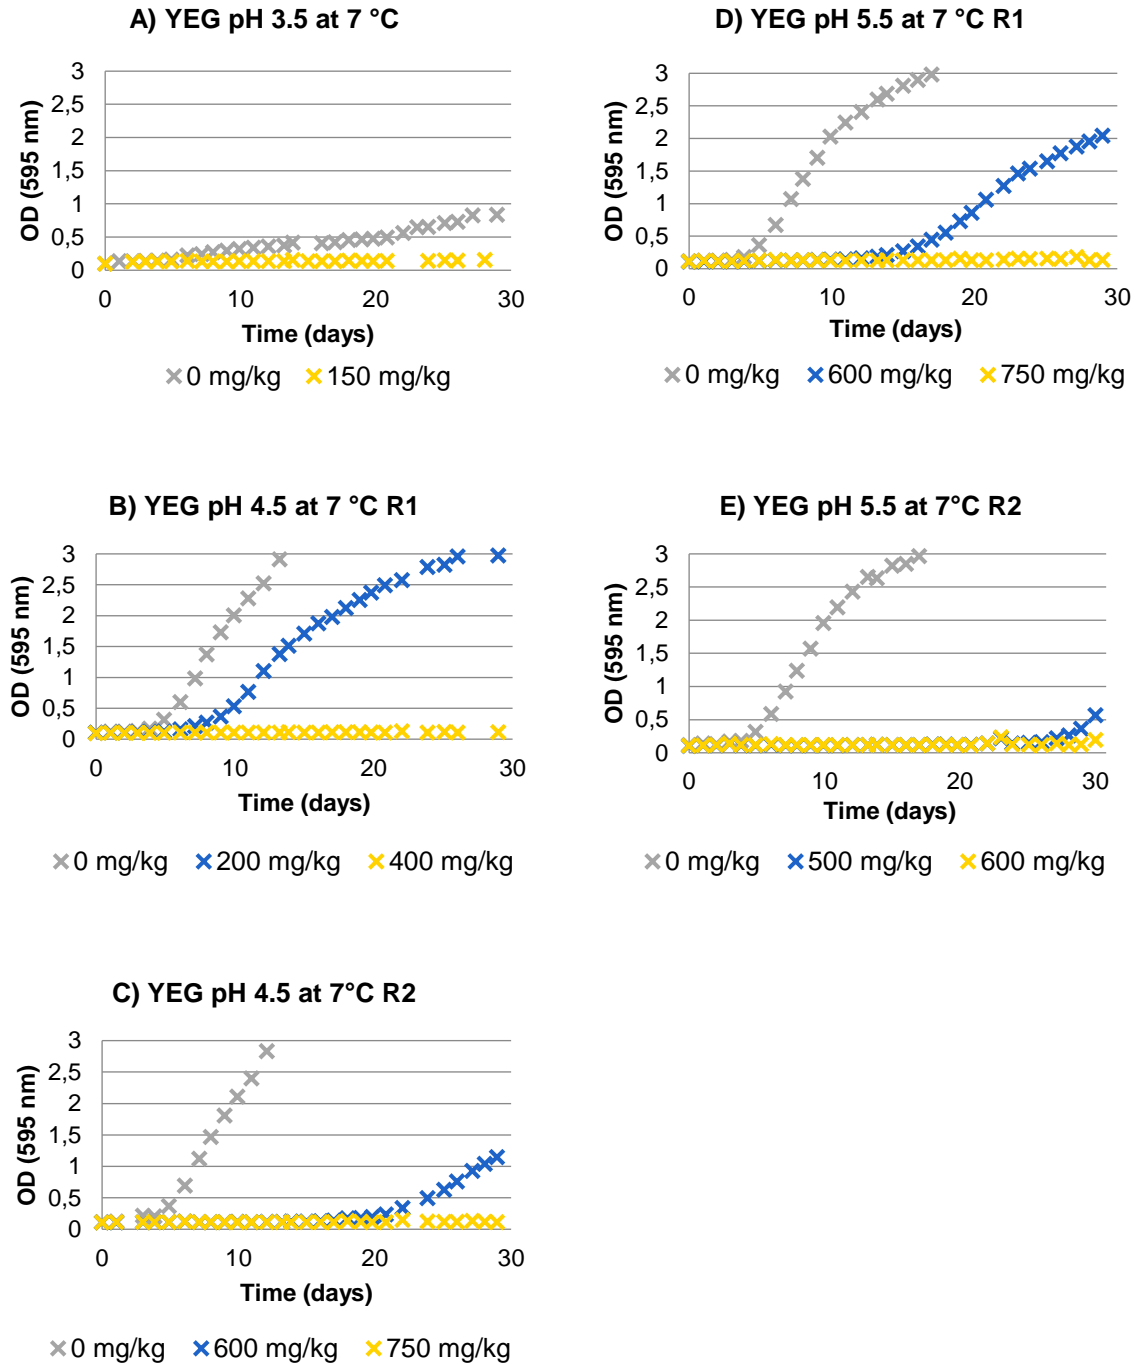 A) YEG pH 3.5 at 7 °C
3
2,5
2
1,5
1
0,5
0
OD (595 nm)
0 10 20 30
Time (days)
0 mg/kg 150 mg/kg
B) YEG pH 4.5 at 7 °C R1
3
2,5
2
1,5
1
0,5
0
OD (595 nm)
0 10 20 30
Time (days)
0 mg/kg 200 mg/kg 400 mg/kg
C) YEG pH 4.5 at 7°C R2
3
2,5
2
1,5
1
0,5
0
OD (595 nm)
0 10 20 30
Time (days)
0 mg/kg 600 mg/kg 750 mg/kg
D) YEG pH 5.5 at 7 °C R1
3
2,5
2
1,5
1
0,5
0
OD (595 nm)
0 10 20 30
Time (days)
0 mg/kg 600 mg/kg 750 mg/kg
E) YEG pH 5.5 at 7°C R2
3
2,5
2
1,5
1
0,5
0
OD (595 nm)
0 10 20 30
Time (days)
0 mg/kg 500 mg/kg 600 mg/kg